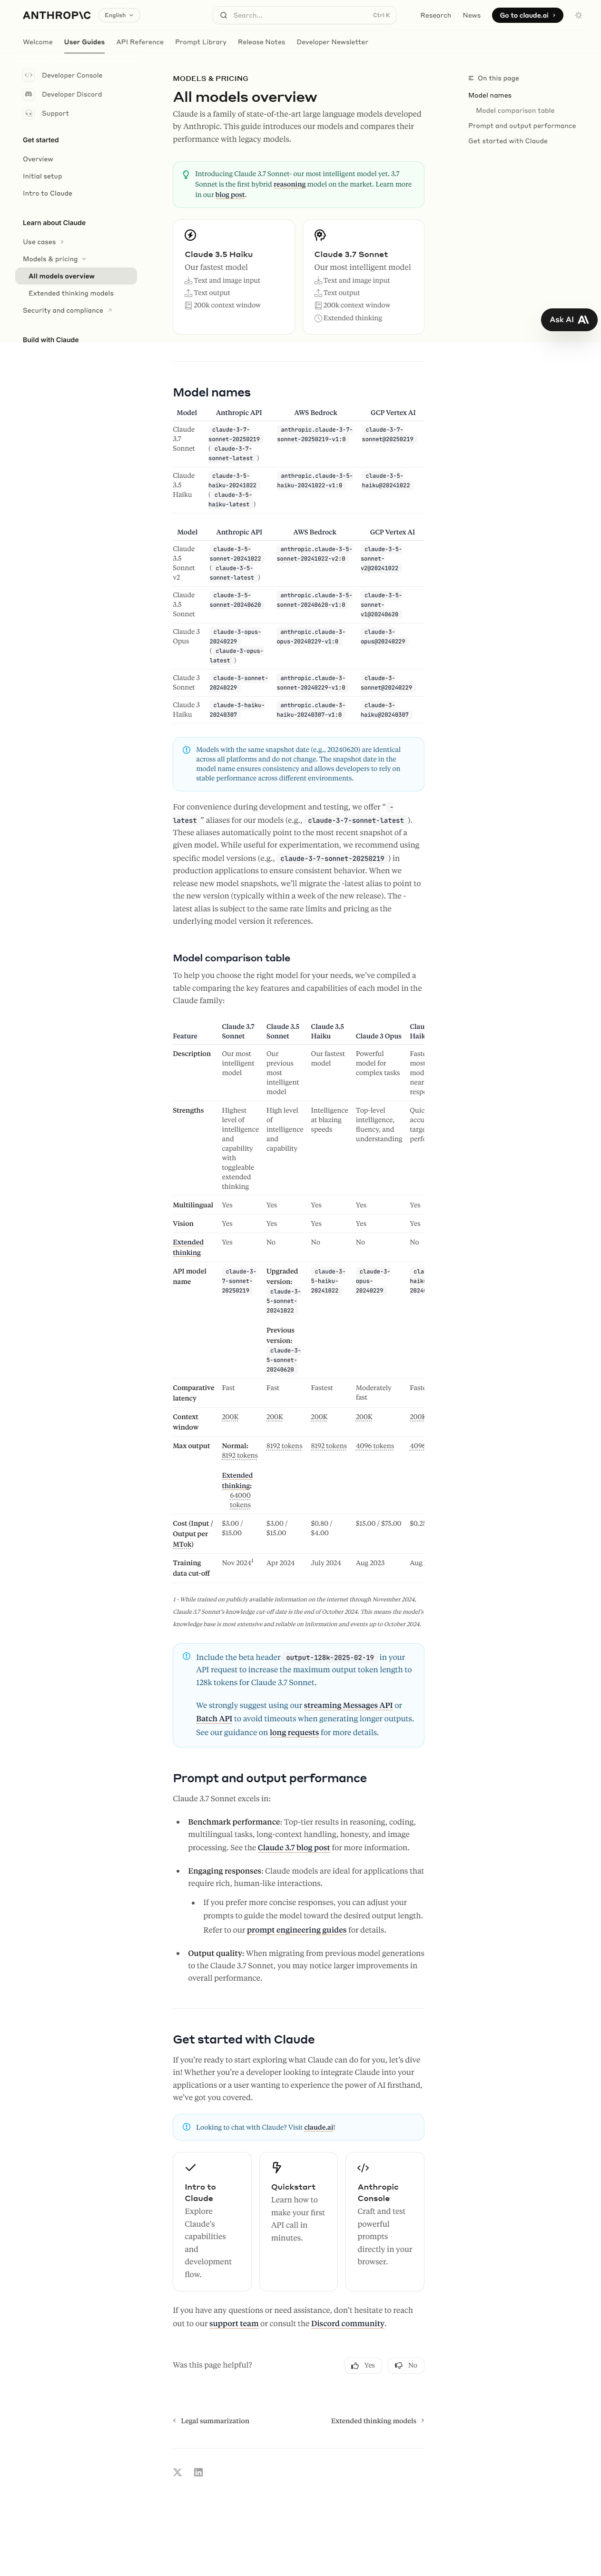 ANTHROP\C
English
Search...
Ctrl K
Research
News
Go to claude.ai
Welcome
User Guides
API Reference
Prompt Library
Release Notes
Developer Newsletter
Developer Console
Developer Discord
Support
Get started
Overview
Initial setup
Intro to Claude
Learn about Claude
Use cases
Models & pricing
All models overview
Extended thinking models
Security and compliance
Build with Claude
MODELS & PRICING
All models overview
Claude is a family of state-of-the-art large language models developed
by Anthropic. This guide introduces our models and compares their
performance with legacy models.
Introducing Claude 3.7 Sonnet- our most intelligent model yet. 3.7
Sonnet is the first hybrid reasoning model on the market. Learn more
in our blog post.
Claude 3.5 Haiku
Our fastest model
Text and image input
Text output
200k context window
Claude 3.7 Sonnet
Our most intelligent model
Text and image input
Text output
200k context window
Extended thinking
On this page
Model names
Model comparison table
Prompt and output performance
Get started with Claude
Ask AI
Model names
Model Anthropic API AWS Bedrock GCP Vertex AI
Claude claude-3-7- anthropic.claude-3-7- claude-3-7-
3.7 sonnet-20250219 sonnet-20250219-v1:0 sonnet@20250219
Sonnet ( claude-3-7-
sonnet-latest )
Claude claude-3-5- anthropic.claude-3-5- claude-3-5-
3.5 haiku-20241022 haiku-20241022-v1:0 haiku@20241022
Haiku ( claude-3-5-
haiku-latest )
Model Anthropic API AWS Bedrock GCP Vertex AI
Claude claude-3-5- anthropic.claude-3-5- claude-3-5-
3.5 sonnet-20241022 sonnet-20241022-v2:0 sonnet-
Sonnet ( claude-3-5- v2@20241022
v2 sonnet-latest )
Claude claude-3-5- anthropic.claude-3-5- claude-3-5-
3.5 sonnet-20240620 sonnet-20240620-v1:0 sonnet-
Sonnet v1@20240620
Claude 3 claude-3-opus- anthropic.claude-3- claude-3-
Opus 20240229 opus-20240229-v1:0 opus@20240229
( claude-3-opus-
latest )
Claude 3 claude-3-sonnet- anthropic.claude-3- claude-3-
Sonnet 20240229 sonnet-20240229-v1:0 sonnet@20240229
Claude 3 claude-3-haiku- anthropic.claude-3- claude-3-
Haiku 20240307 haiku-20240307-v1:0 haiku@20240307
Models with the same snapshot date (e.g., 20240620) are identical
across all platforms and do not change. The snapshot date in the
model name ensures consistency and allows developers to rely on
stable performance across different environments.
For convenience during development and testing, we offer “ -
latest ” aliases for our models (e.g., claude-3-7-sonnet-latest ).
These aliases automatically point to the most recent snapshot of a
given model. While useful for experimentation, we recommend using
specific model versions (e.g., claude-3-7-sonnet-20250219 ) in
production applications to ensure consistent behavior. When we
release new model snapshots, we’ll migrate the -latest alias to point to
the new version (typically within a week of the new release). The -
latest alias is subject to the same rate limits and pricing as the
underlying model version it references.
Model comparison table
To help you choose the right model for your needs, we’ve compiled a
table comparing the key features and capabilities of each model in the
Claude family:
Claude 3.7 Claude 3.5 Claude 3.5 Clau
Feature Sonnet Sonnet Haiku Claude 3 Opus Haik
Description Our most Our Our fastest Powerful Fast
intelligent previous model model for most
model most complex tasks mod
intelligent near
model resp
Strengths Highest High level Intelligence Top-level Quic
level of of at blazing intelligence, accu
intelligence intelligence speeds fluency, and targ
and and understanding perf
capability capability
with
toggleable
extended
thinking
Multilingual Yes Yes Yes Yes Yes
Vision Yes Yes Yes Yes Yes
Extended Yes No No No No
thinking
API model claude-3- Upgraded claude-3- claude-3- cla
name 7-sonnet- version: 5-haiku- opus- haik
20250219 claude-3- 20241022 20240229 2024
5-sonnet-
20241022
Previous
version:
claude-3-
5-sonnet-
20240620
Comparative Fast Fast Fastest Moderately Fast
latency fast
Context 200K 200K 200K 200K 200K
window
Max output Normal: 8192 tokens 8192 tokens 4096 tokens 4096
8192 tokens
Extended
thinking:
64000
tokens
Cost (Input / $3.00 / $3.00 / $0.80 / $15.00 / $75.00 $0.25
Output per $15.00 $15.00 $4.00
MTok)
Training Nov 2024¹ Apr 2024 July 2024 Aug 2023 Aug
data cut-off
1 - While trained on publicly available information on the internet through November 2024,
Claude 3.7 Sonnet’s knowledge cut-off date is the end of October 2024. This means the model’s
knowledge base is most extensive and reliable on information and events up to October 2024.
Include the beta header output-128k-2025-02-19 in your
API request to increase the maximum output token length to
128k tokens for Claude 3.7 Sonnet.
We strongly suggest using our streaming Messages API or
Batch API to avoid timeouts when generating longer outputs.
See our guidance on long requests for more details.
Prompt and output performance
Claude 3.7 Sonnet excels in:
Benchmark performance: Top-tier results in reasoning, coding,
multilingual tasks, long-context handling, honesty, and image
processing. See the Claude 3.7 blog post for more information.
Engaging responses: Claude models are ideal for applications that
require rich, human-like interactions.
If you prefer more concise responses, you can adjust your
prompts to guide the model toward the desired output length.
Refer to our prompt engineering guides for details.
Output quality: When migrating from previous model generations
to the Claude 3.7 Sonnet, you may notice larger improvements in
overall performance.
Get started with Claude
If you’re ready to start exploring what Claude can do for you, let’s dive
in! Whether you’re a developer looking to integrate Claude into your
applications or a user wanting to experience the power of AI firsthand,
we’ve got you covered.
Looking to chat with Claude? Visit claude.ai!
Intro to
Claude
Explore
Claude’s
capabilities
and
development
flow.
Quickstart
Learn how to
make your first
API call in
minutes.
Anthropic
Console
Craft and test
powerful
prompts
directly in your
browser.
If you have any questions or need assistance, don’t hesitate to reach
out to our support team or consult the Discord community.
Was this page helpful?
Yes
No
Legal summarization
Extended thinking models